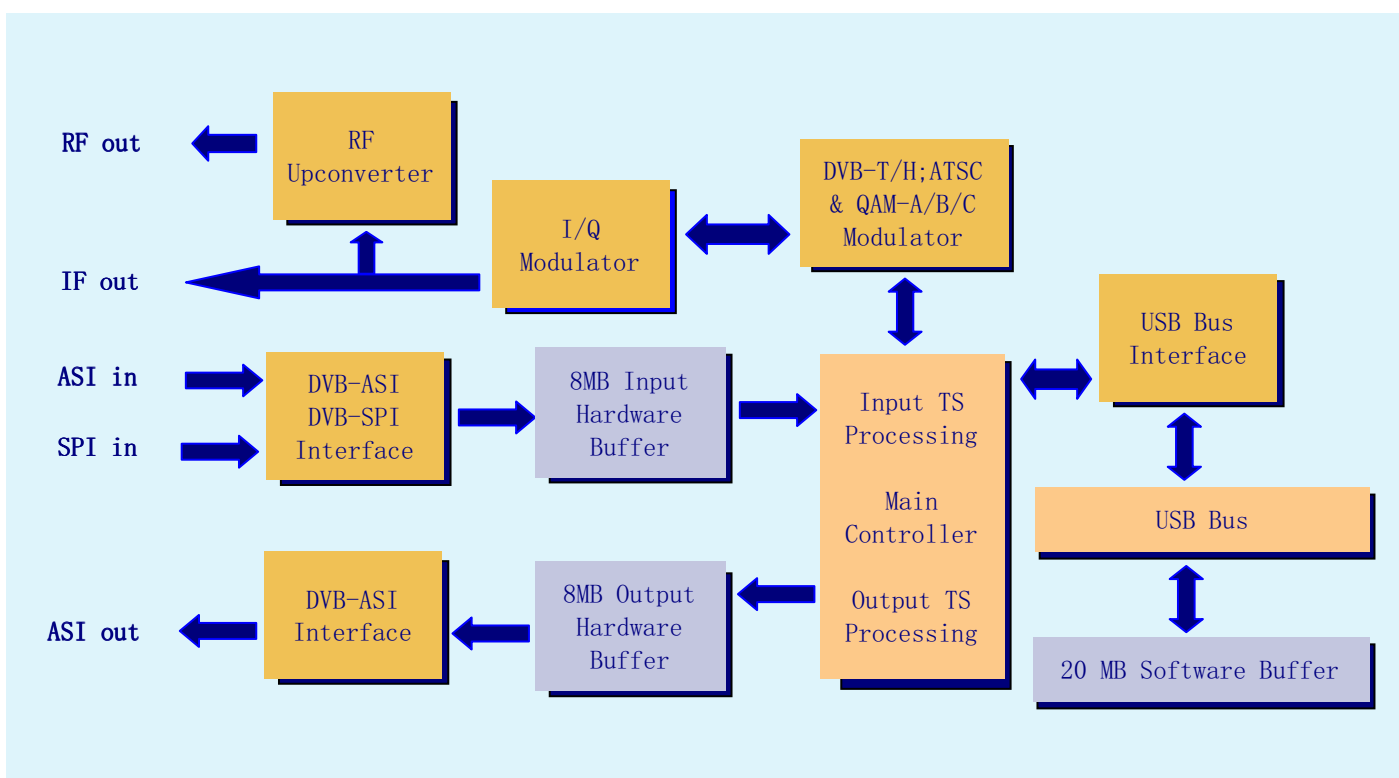 RF out
RF
Upconverter
DVB-T/H;ATSC
& QAM-A/B/C
Modulator
I/Q
Modulator
IF out
USB Bus
Interface
ASI in
SPI in
DVB-ASI
DVB-SPI
Interface
8MB Input
Hardware
Buffer
Input TS
Processing
Main
Controller
Output TS
Processing
USB Bus
ASI out
DVB-ASI
Interface
8MB Output
Hardware
Buffer
20 MB Software Buffer